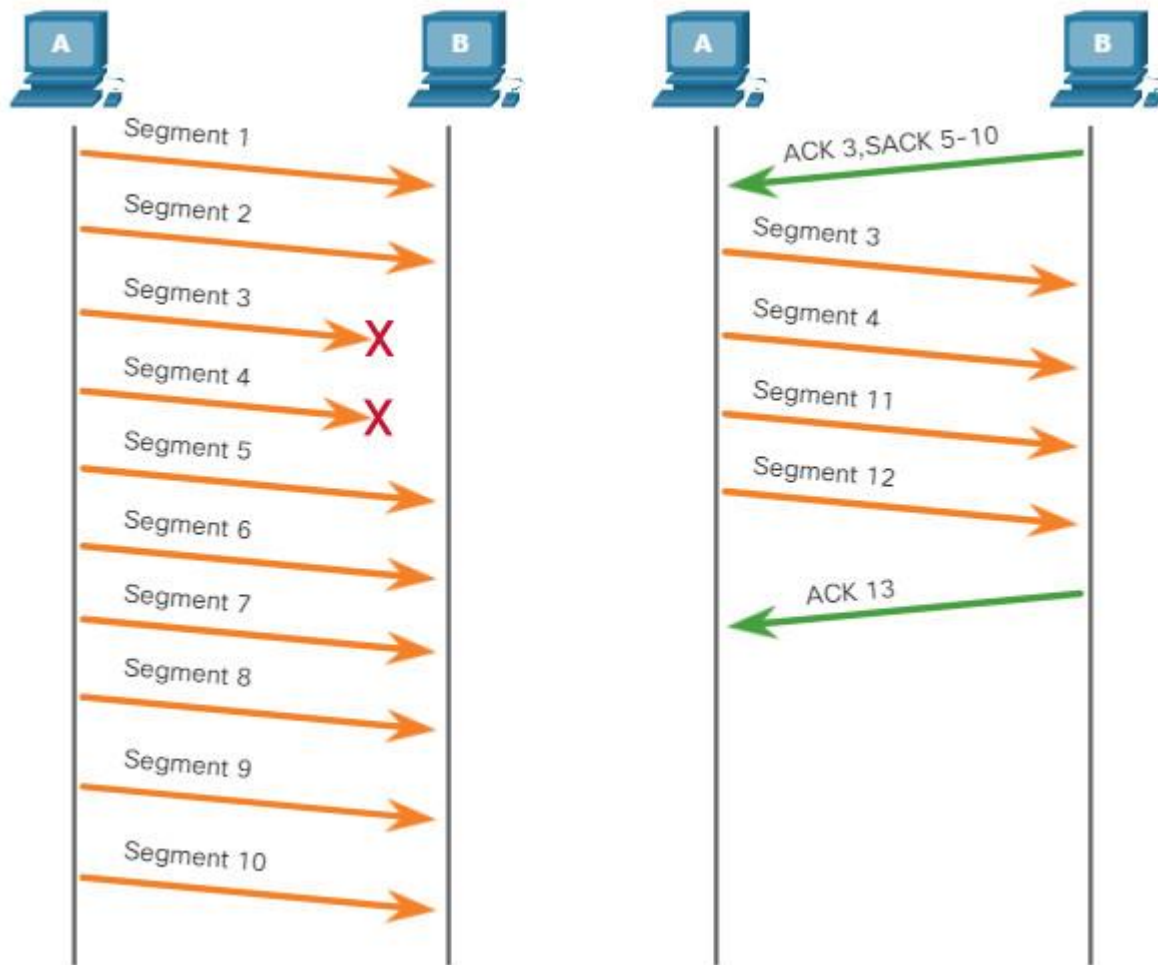 A
B
Segment 1
Segment 2
Segment 3
X
Segment 4
X
Segment 5
Segment 6
Segment 7
Segment 8
Segment 9
Segment 10
A
B
ACK 3,SACK 5-10
Segment 3
Segment 4
Segment 11
Segment 12
ACK 13